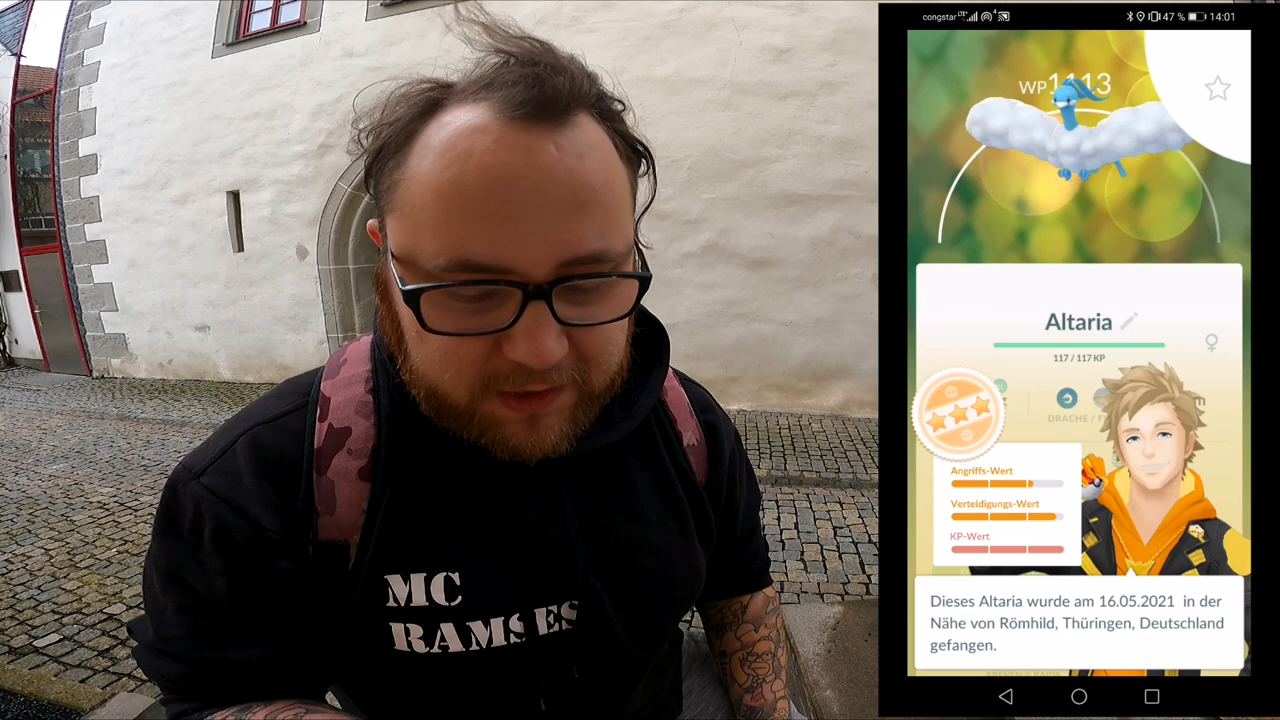 MC
RAMSES
congstar
47 %
14:01
WP1113
Altaria
117 / 117 KP
DRACHE / F
m
Angriffs-Wert
Verteidigungs-Wert
KP-Wert
Dieses Altaria wurde am 16.05.2021 in der
Nähe von Römhild, Thüringen, Deutschland
gefangen.